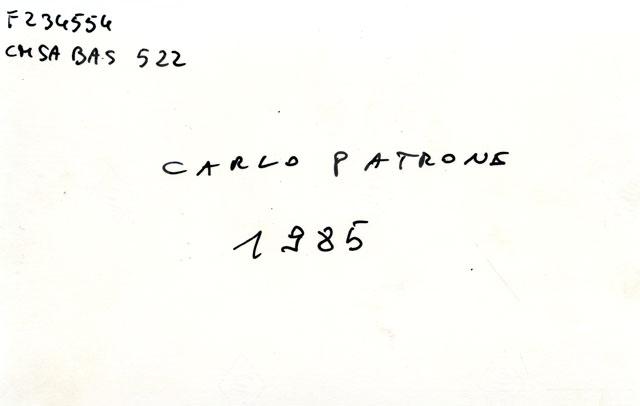 F234554
CMSA BAS 522
CARLO PATRONE
1985